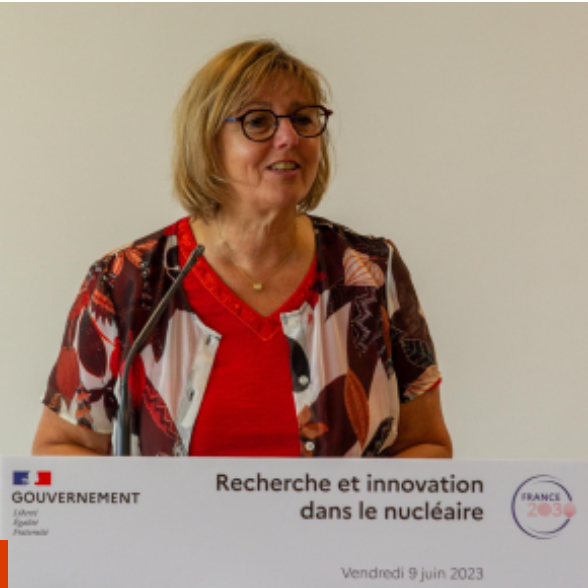 GOUVERNEMENT
Liberté
Égalité
Fraternité
Recherche et innovation
dans le nucléaire
FRANCE
2030
Vendredi 9 juin 2023